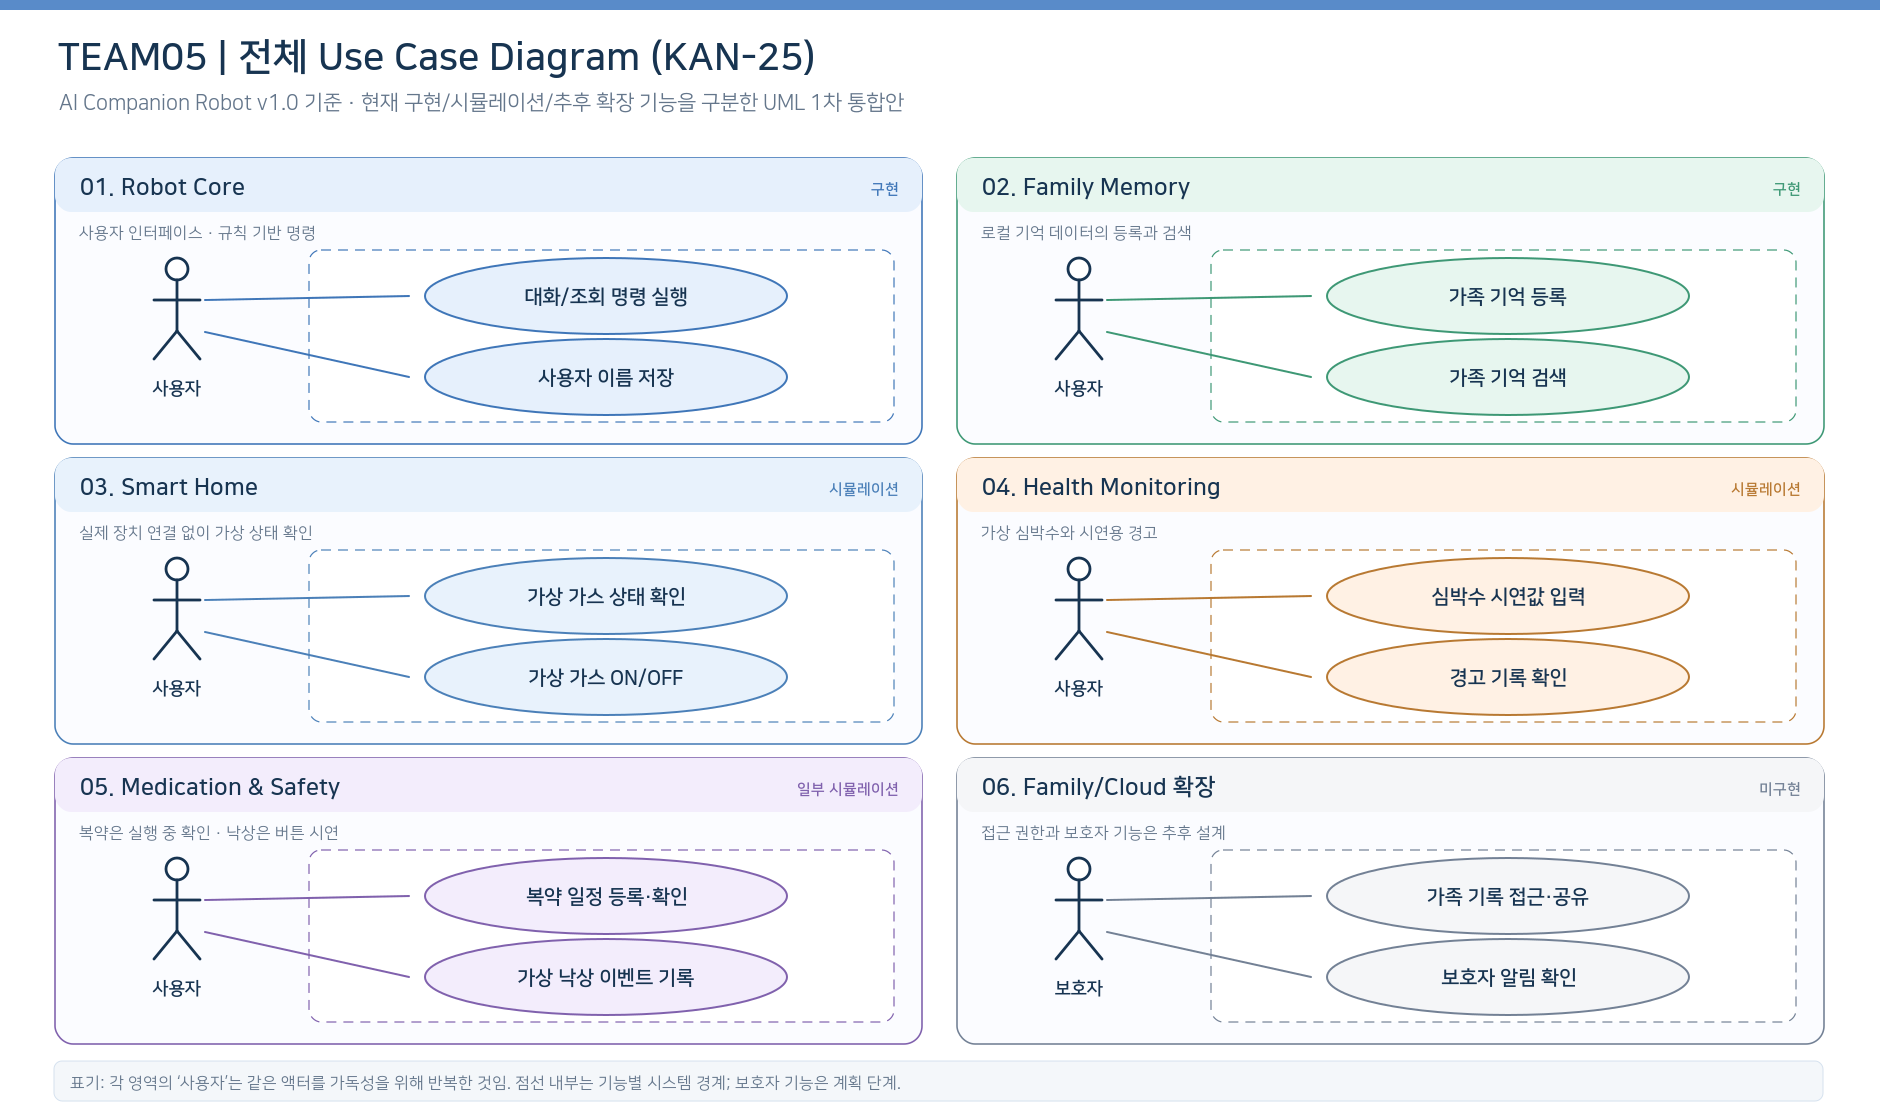 TEAM05 | 전체 Use Case Diagram (KAN-25)
AI Companion Robot v1.0 기준 · 현재 구현/시뮬레이션/추후 확장 기능을 구분한 UML 1차 통합안
01. Robot Core
구현
사용자 인터페이스 · 규칙 기반 명령
대화/조회 명령 실행
사용자 이름 저장
사용자
02. Family Memory
구현
로컬 기억 데이터의 등록과 검색
가족 기억 등록
가족 기억 검색
사용자
03. Smart Home
시뮬레이션
실제 장치 연결 없이 가상 상태 확인
가상 가스 상태 확인
가상 가스 ON/OFF
사용자
04. Health Monitoring
시뮬레이션
가상 심박수와 시연용 경고
심박수 시연값 입력
경고 기록 확인
사용자
05. Medication & Safety
일부 시뮬레이션
복약은 실행 중 확인 · 낙상은 버튼 시연
복약 일정 등록·확인
가상 낙상 이벤트 기록
사용자
06. Family/Cloud 확장
미구현
접근 권한과 보호자 기능은 추후 설계
가족 기록 접근·공유
보호자 알림 확인
보호자
표기: 각 영역의 ‘사용자’는 같은 액터를 가독성을 위해 반복한 것임. 점선 내부는 기능별 시스템 경계; 보호자 기능은 계획 단계.